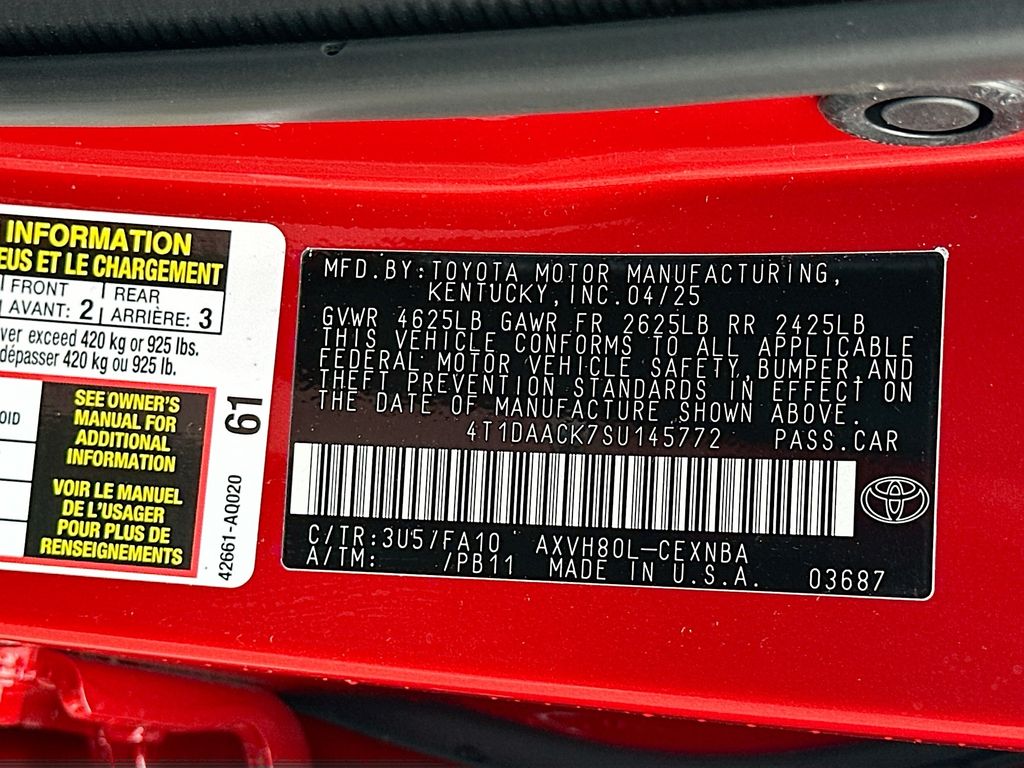 INFORMATION
EUS ET LE CHARGEMENT
FRONT
AVANT: 2
REAR
ARRIÈRE: 3
ver exceed 420 kg or 925 lbs.
dépasser 420 kg ou 925 lb.
OID
SEE OWNER'S
MANUAL FOR
ADDITIONAL
INFORMATION
VOIR LE MANUEL
DE L'USAGER
POUR PLUS DE
RENSEIGNEMENTS
61
42661-AQ020
MFD.BY:TOYOTA MOTOR MANUFACTURING,
KENTUCKY,INC.04/25
GVWR 4625LB GAWR FR 2625LB RR 2425LB
THIS VEHICLE CONFORMS TO ALL APPLICABLE
FEDERAL MOTOR VEHICLE SAFETY,BUMPER,AND
THEFT PREVENTION STANDARDS IN EFFECT ON
THE DATE OF MANUFACTURE SHOWN ABOVE.
4T1DAACK7SU145772 PASS.CAR
C/TR:3U5/FA10 AXVH80L-CEXNBA
A/TM: /PB11 MADE IN U.S.A. 03687